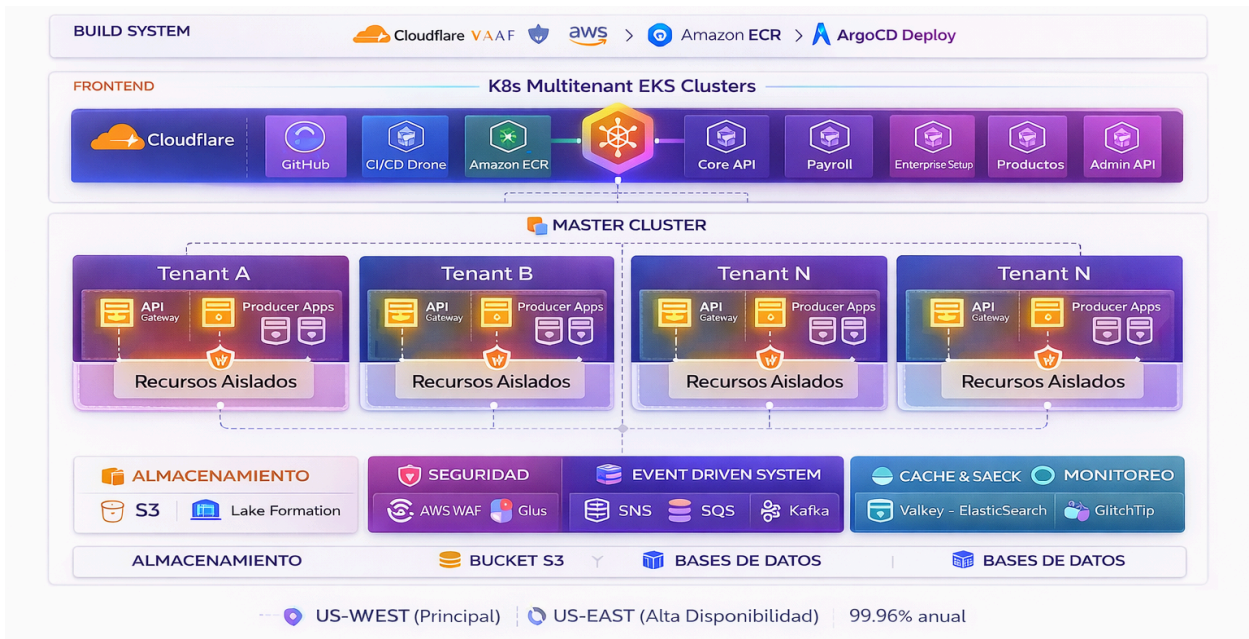 BUILD SYSTEM
Cloudflare VAAF aws > Amazon ECR > ArgoCD Deploy
FRONTEND
K8s Multitenant EKS Clusters
Cloudflare
GitHub
CI/CD Drone
Amazon ECR
Core API
Payroll
Enterprise Setup
Productos
Admin API
MASTER CLUSTER
Tenant A
API
Gateway
Producer Apps
Recursos Aislados
Tenant B
API
Gateway
Producer Apps
Recursos Aislados
Tenant N
API
Gateway
Producer Apps
Recursos Aislados
Tenant N
API
Gateway
Producer Apps
Recursos Aislados
ALMACENAMIENTO
S3
Lake Formation
SEGURIDAD
AWS WAF
Glus
EVENT DRIVEN SYSTEM
SNS
SQS
Kafka
CACHE & SAECK
MONITOREO
Valkey - ElasticSearch
GlitchTip
ALMACENAMIENTO
BUCKET S3
BASES DE DATOS
BASES DE DATOS
US-WEST (Principal)
US-EAST (Alta Disponibilidad)
99.96% anual